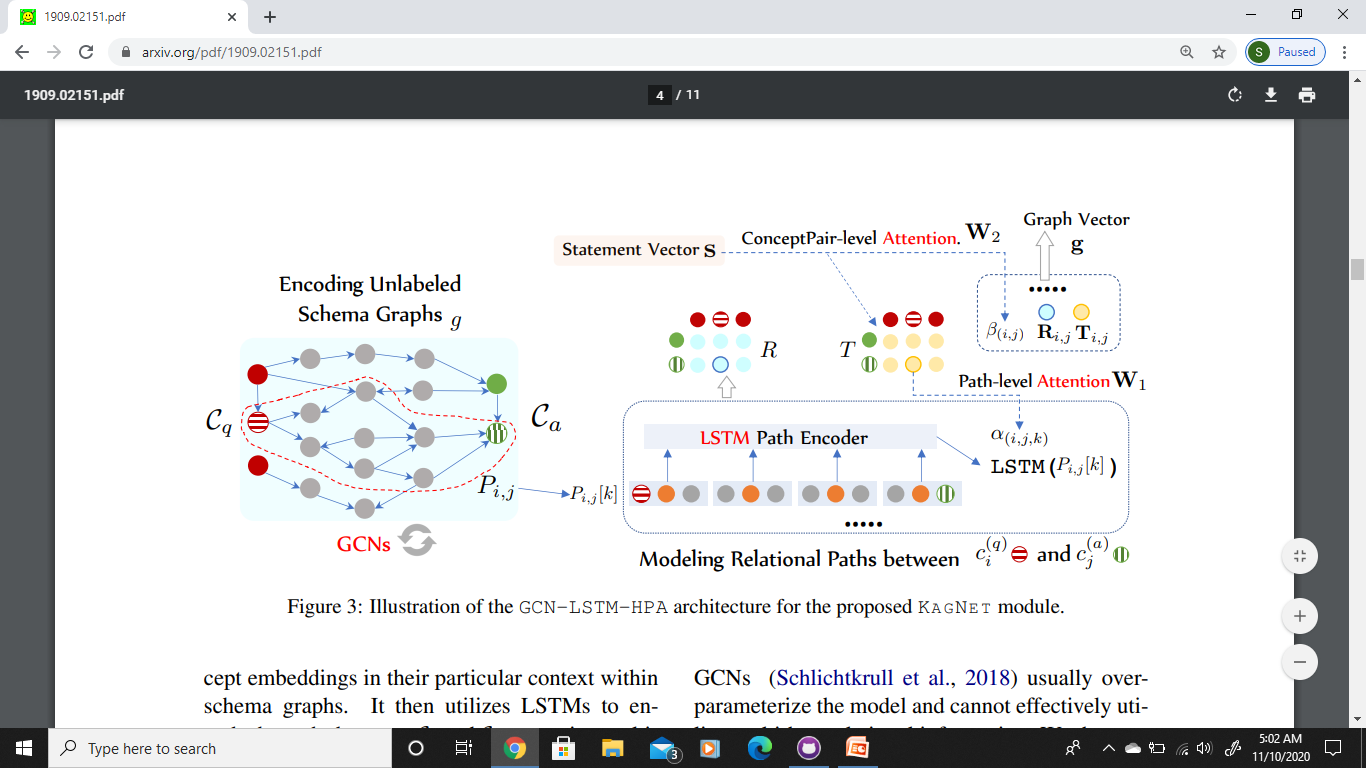 1909.02151.pdf
arxiv.org/pdf/1909.02151.pdf
S Paused
1909.02151.pdf
4 / 11
Statement Vector S
ConceptPair-level Attention. W2
Graph Vector
g
Encoding Unlabeled
Schema Graphs g
R
T
β(i,j) Ri,j Ti,j
Path-level Attention W1
Cq
Ca
LSTM Path Encoder
α(i,j,k)
LSTM(Pi,j[k])
Pi,j
Pi,j[k]
GCNs
Modeling Relational Paths between ci(q) and cj(a)
Figure 3: Illustration of the GCN-LSTM-HPA architecture for the proposed KAGNET module.
cept embeddings in their particular context within
schema graphs. It then utilizes LSTMs to en-
GCNs (Schlichtkrull et al., 2018) usually over-
parameterize the model and cannot effectively uti-
Type here to search
3
5:02 AM
11/10/2020